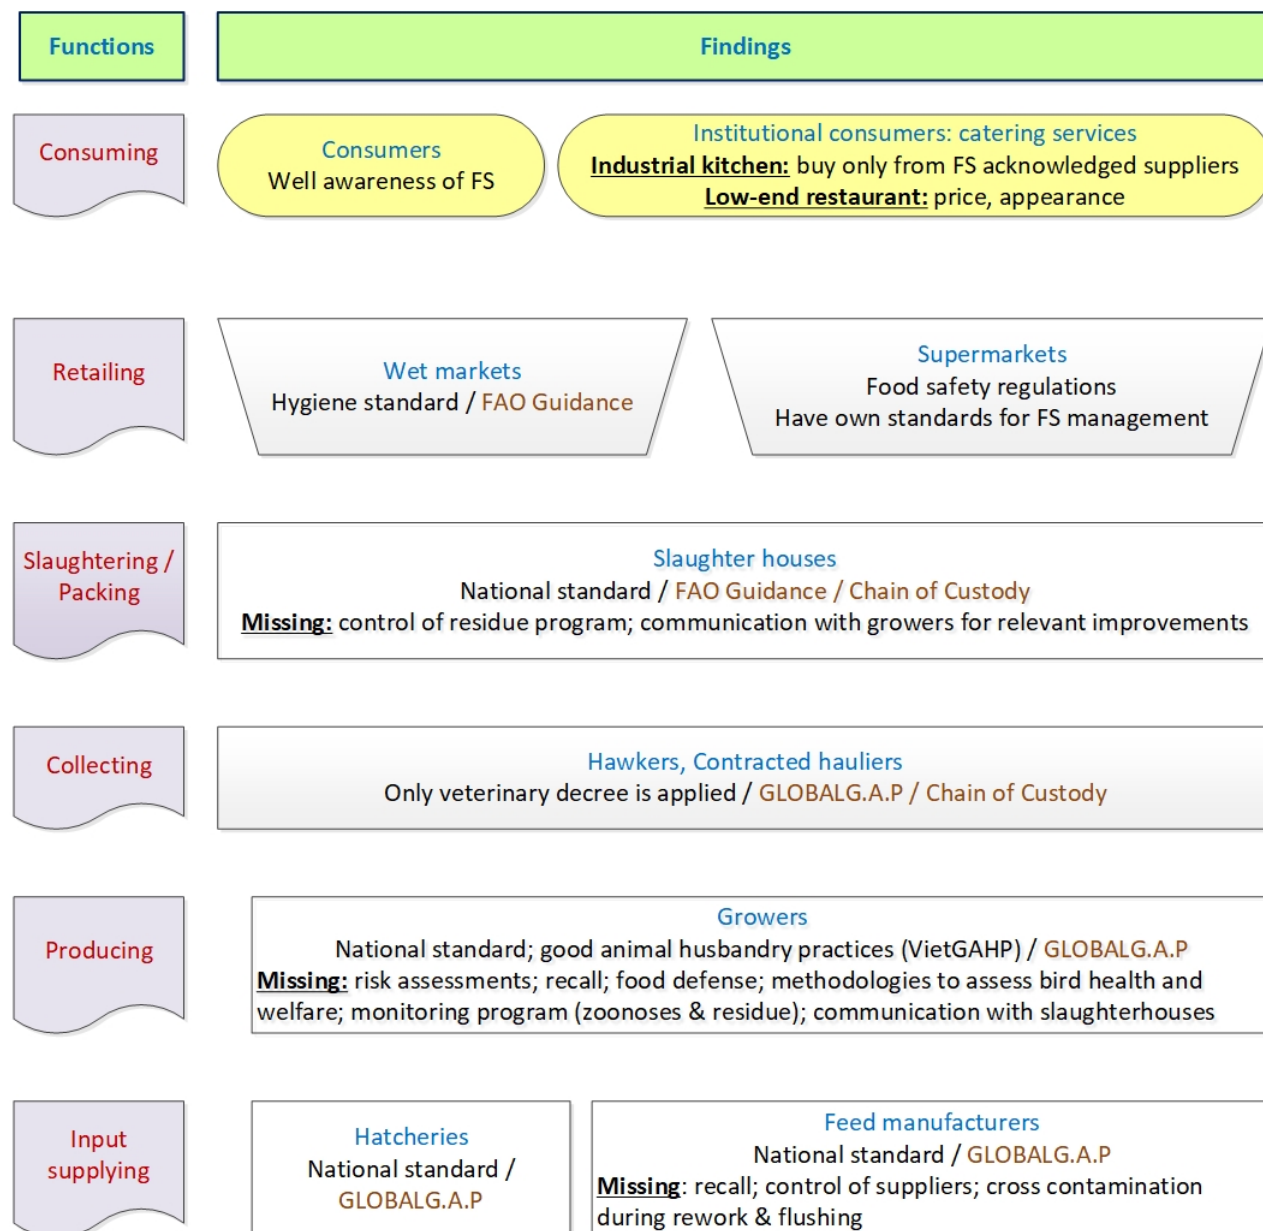 Functions
Findings
Consuming
Consumers
Well awareness of FS
Institutional consumers: catering services
Industrial kitchen: buy only from FS acknowledged suppliers
Low-end restaurant: price, appearance
Retailing
Wet markets
Hygiene standard / FAO Guidance
Supermarkets
Food safety regulations
Have own standards for FS management
Slaughtering /
Packing
Slaughter houses
National standard / FAO Guidance / Chain of Custody
Missing: control of residue program; communication with growers for relevant improvements
Collecting
Hawkers, Contracted hauliers
Only veterinary decree is applied / GLOBALG.A.P / Chain of Custody
Producing
Growers
National standard; good animal husbandry practices (VietGAHP) / GLOBALG.A.P
Missing: risk assessments; recall; food defense; methodologies to assess bird health and
welfare; monitoring program (zoonoses & residue); communication with slaughterhouses
Input
supplying
Hatcheries
National standard /
GLOBALG.A.P
Feed manufacturers
National standard / GLOBALG.A.P
Missing: recall; control of suppliers; cross contamination
during rework & flushing